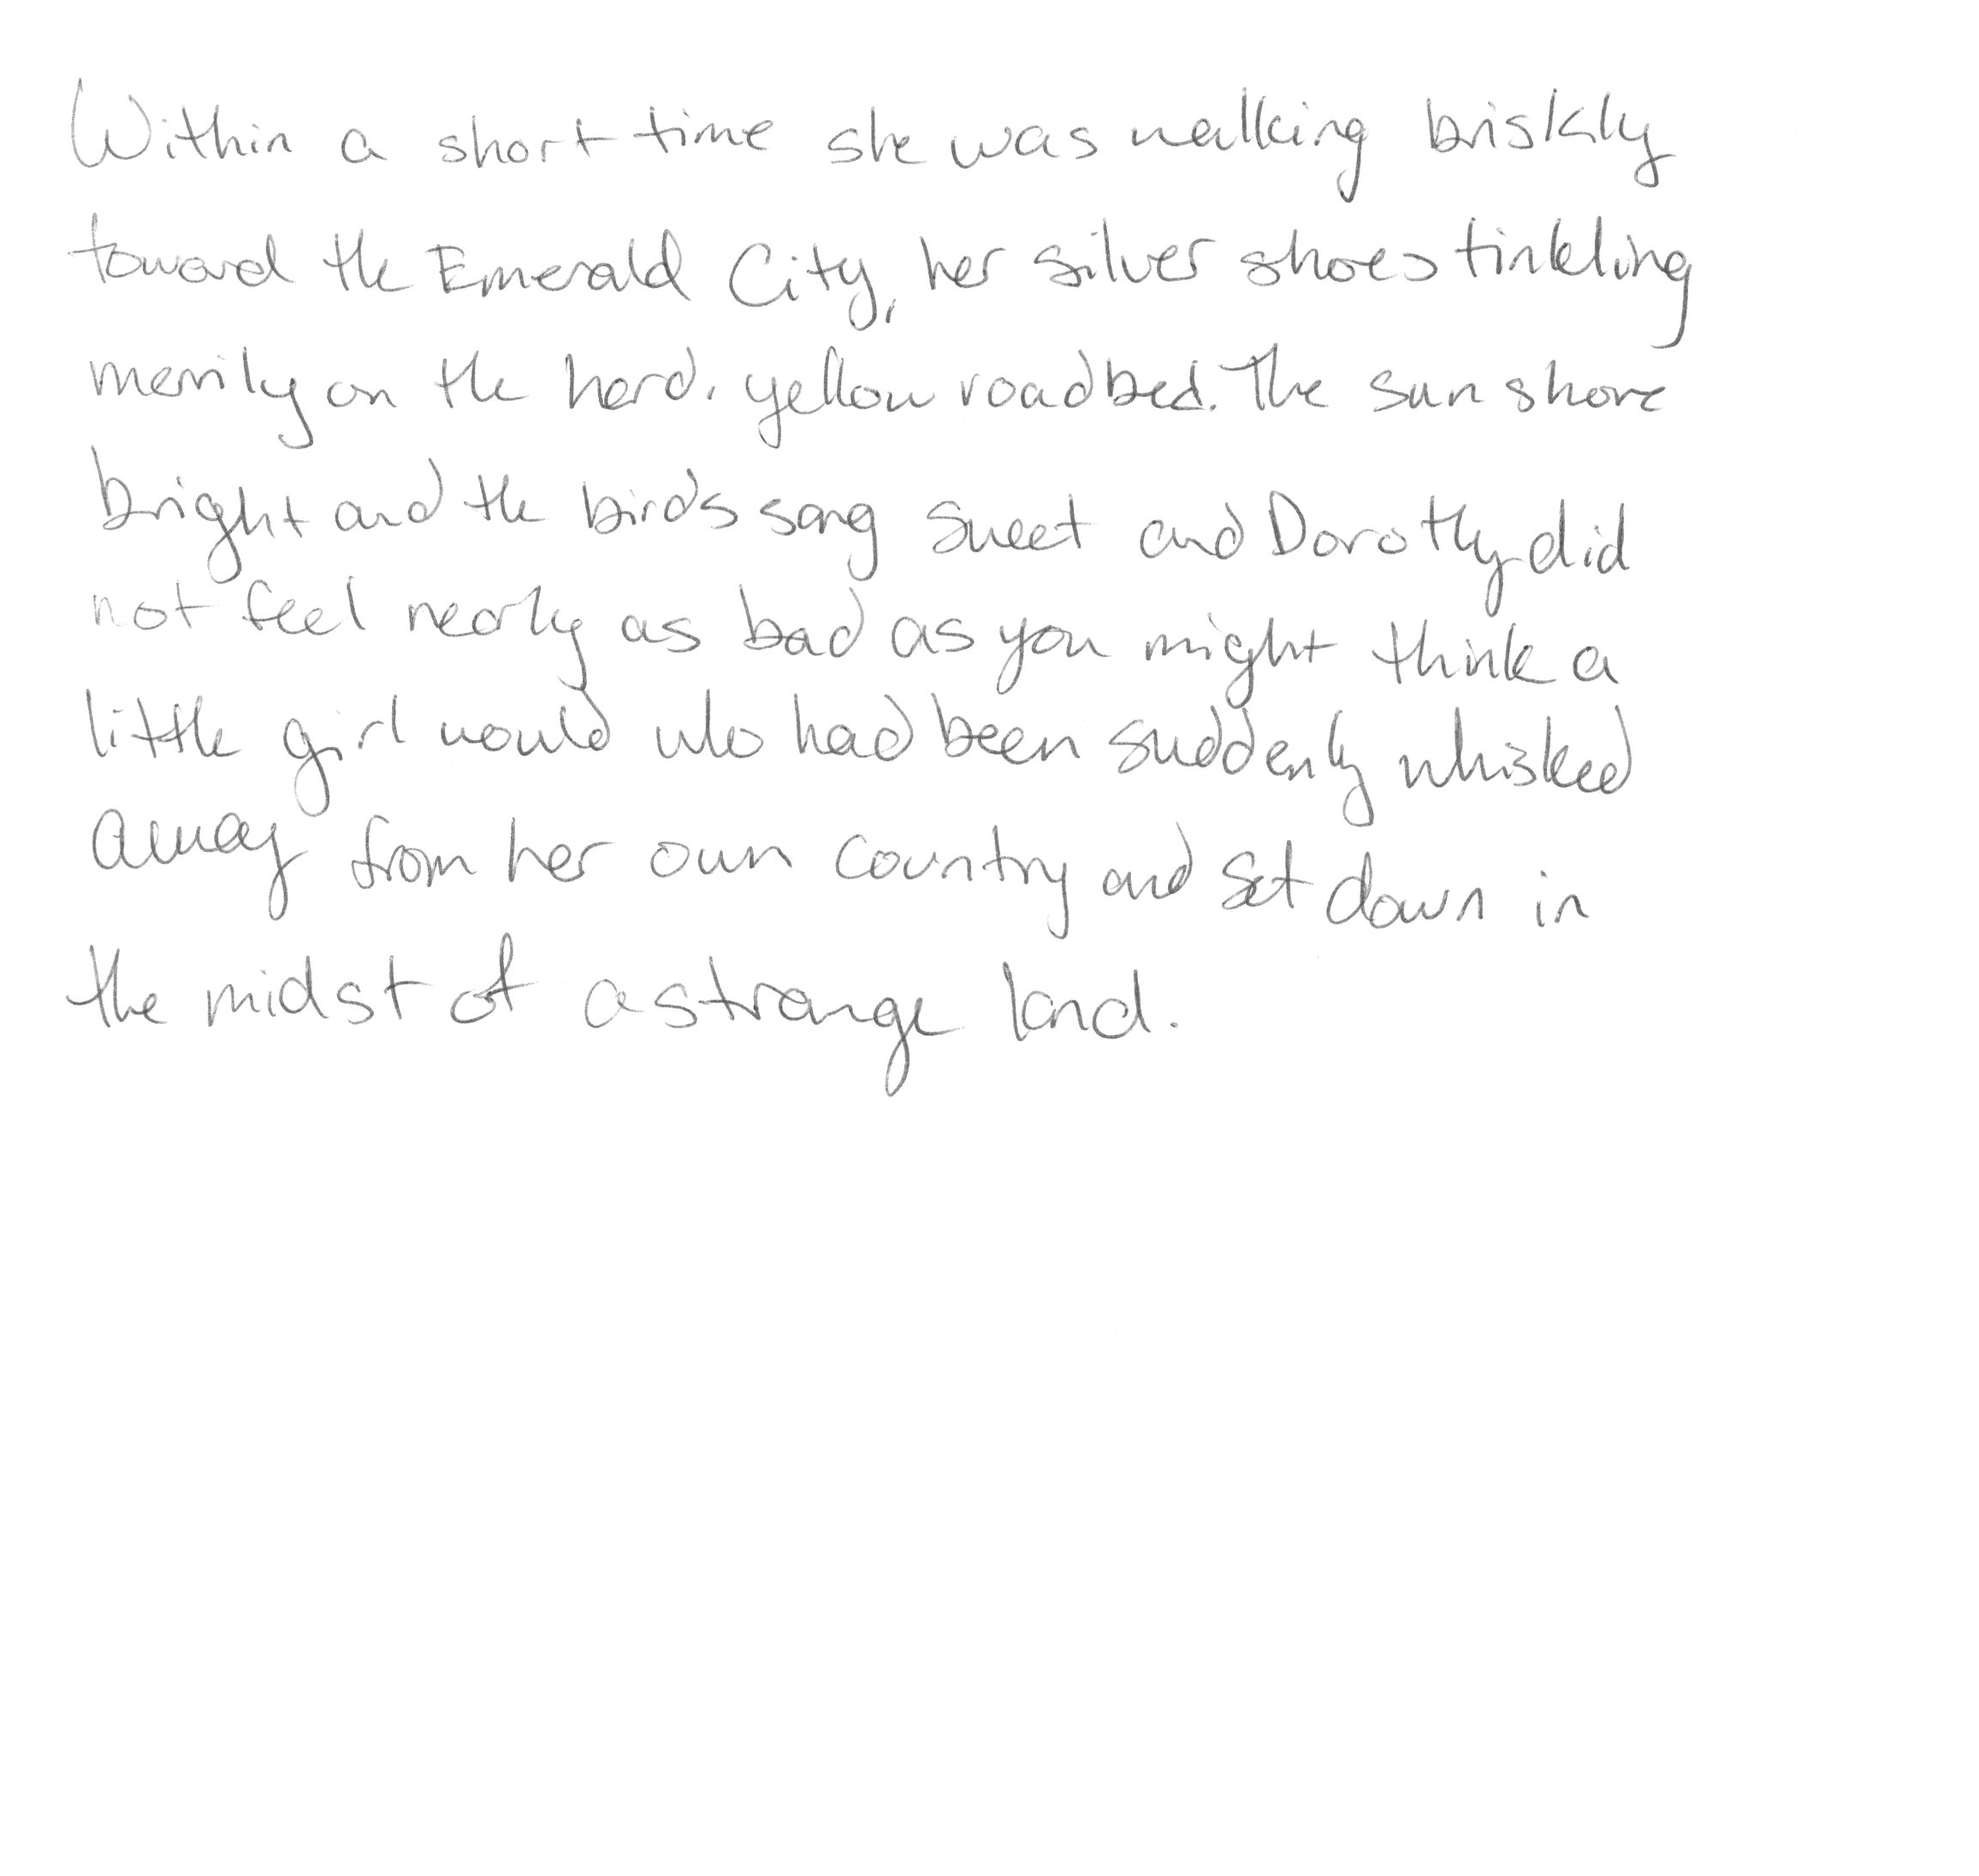 Within a short time she was walking briskly
toward the Emerald City, her silver shoes tinkling
merrily on the hard, yellow roadbed. The sun shone
bright and the birds sang sweet and Dorothy did
not feel nearly as bad as you might think a
little girl would who had been suddenly whisked
away from her own country and set down in
the midst of a strange land.